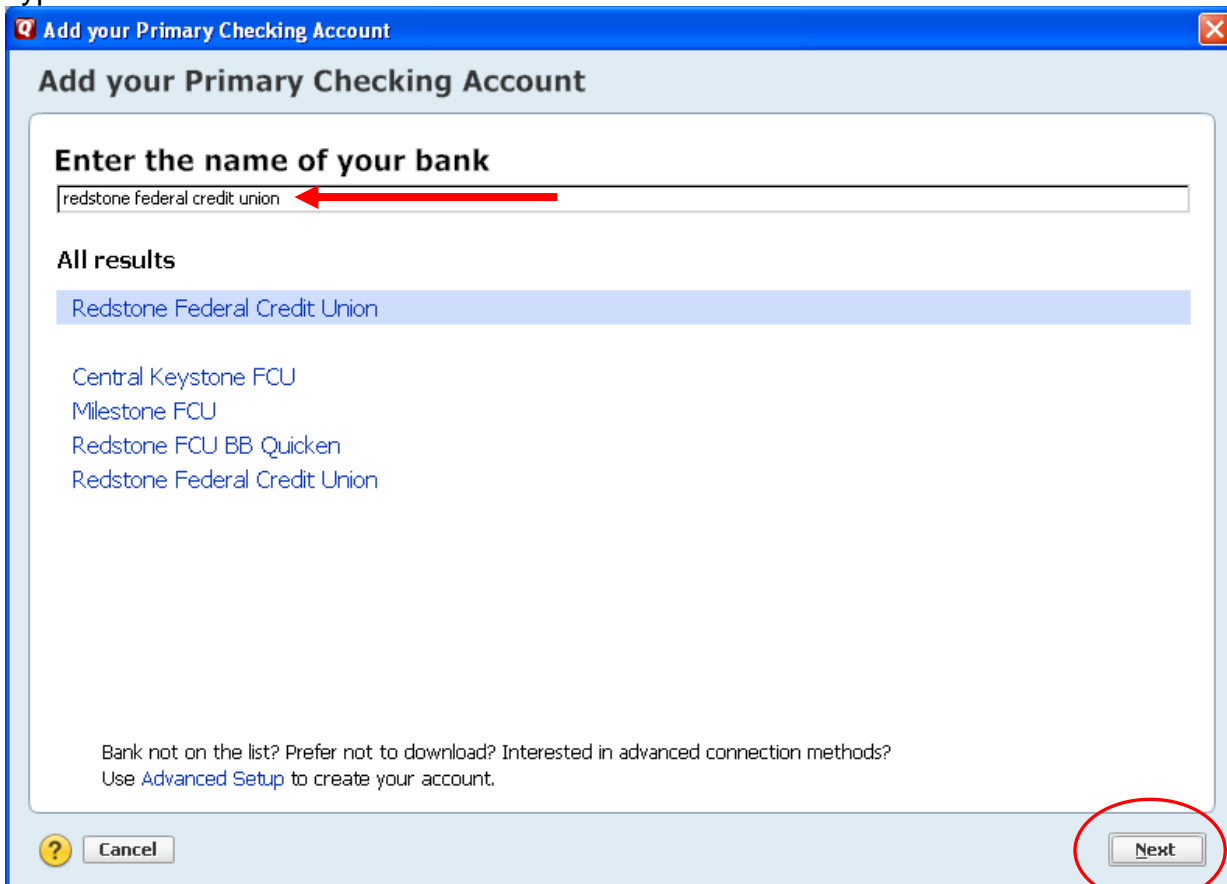 Add your Primary Checking Account
Add your Primary Checking Account
Enter the name of your bank
redstone federal credit union
All results
Redstone Federal Credit Union
Central Keystone FCU
Milestone FCU
Redstone FCU BB Quicken
Redstone Federal Credit Union
Bank not on the list? Prefer not to download? Interested in advanced connection methods?
Use Advanced Setup to create your account.
? Cancel Next